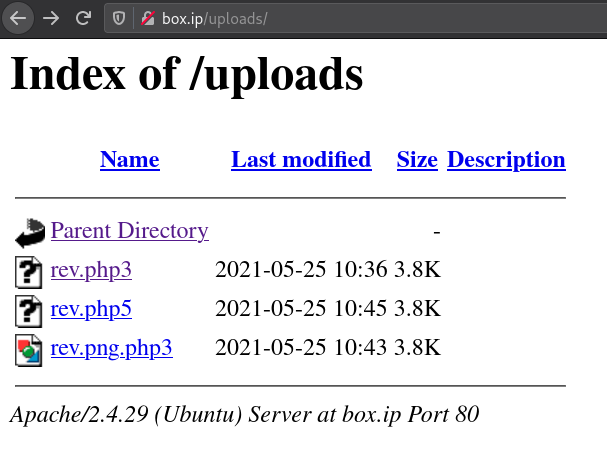 box.ip/uploads/
Index of /uploads
Name Last modified Size Description
Parent Directory -
rev.php3 2021-05-25 10:36 3.8K
rev.php5 2021-05-25 10:45 3.8K
rev.png.php3 2021-05-25 10:43 3.8K
Apache/2.4.29 (Ubuntu) Server at box.ip Port 80